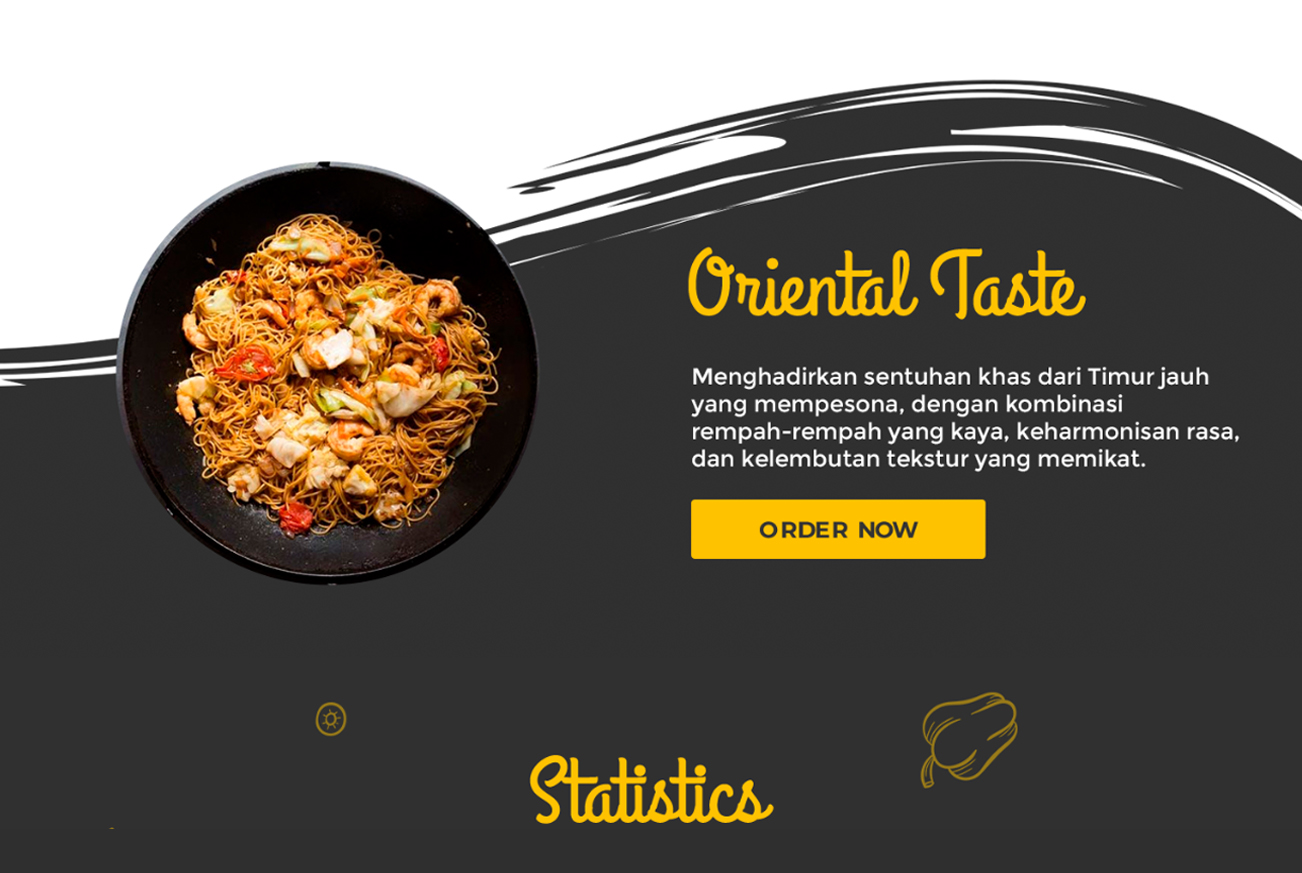 Oriental Taste
Menghadirkan sentuhan khas dari Timur jauh
yang mempesona, dengan kombinasi
rempah-rempah yang kaya, keharmonisan rasa,
dan kelembutan tekstur yang memikat.
ORDER NOW
Statistics